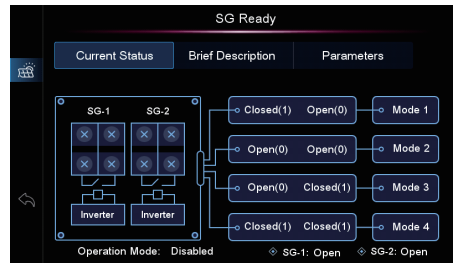 SG Ready
Current Status Brief Description Parameters
SG-1 SG-2
Closed(1) Open(0) Mode 1
Open(0) Open(0) Mode 2
Open(0) Closed(1) Mode 3
Inverter Inverter
Closed(1) Closed(1) Mode 4
Operation Mode: Disabled SG-1: Open SG-2: Open